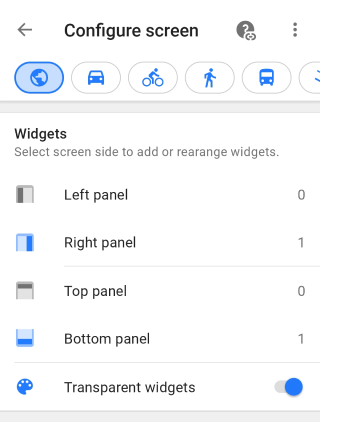 Configure screen
Widgets
Select screen side to add or rearrange widgets.
Left panel 0
Right panel 1
Top panel 0
Bottom panel 1
Transparent widgets